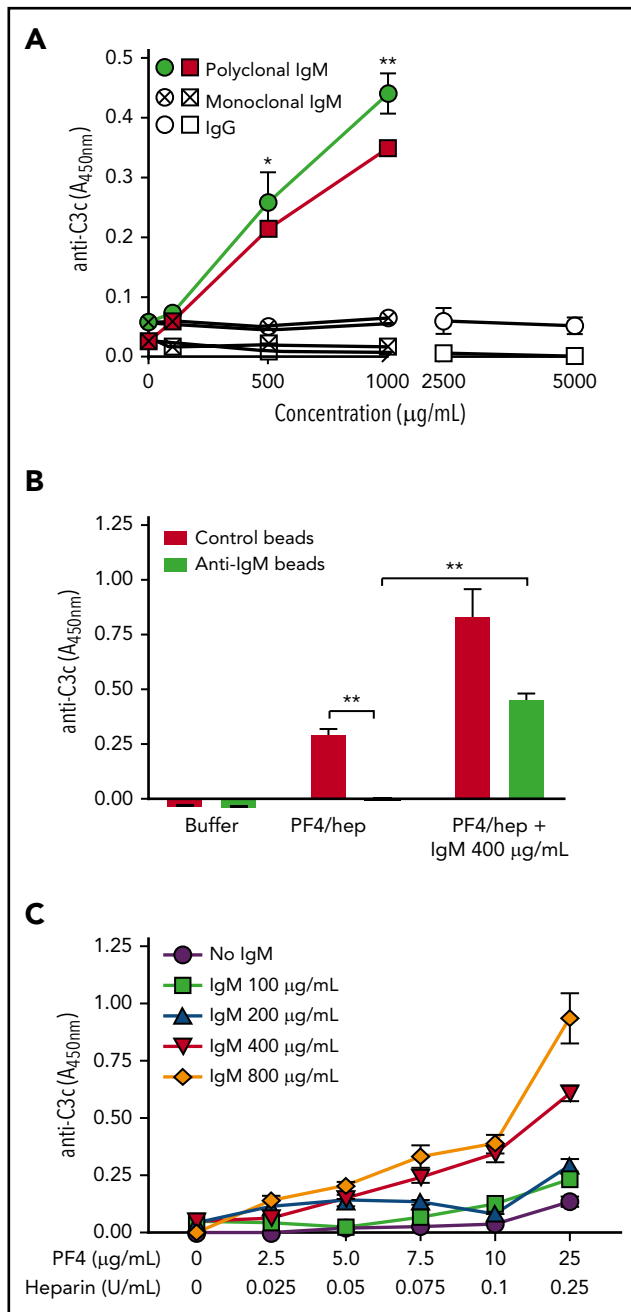 A
anti-C3c (A450nm)
0.5
0.4
0.3
0.2
0.1
0.0
Polyclonal IgM
Monoclonal IgM
IgG
*
**
0 500 1000 2500 5000
Concentration (μg/mL)
B
anti-C3c (A450nm)
1.25
1.00
0.75
0.50
0.25
0.00
Control beads
Anti-IgM beads
**
**
Buffer PF4/hep PF4/hep +
IgM 400 μg/mL
C
anti-C3c (A450nm)
1.25
1.00
0.75
0.50
0.25
0.00
No IgM
IgM 100 μg/mL
IgM 200 μg/mL
IgM 400 μg/mL
IgM 800 μg/mL
PF4 (μg/mL) 0 2.5 5.0 7.5 10 25
Heparin (U/mL) 0 0.025 0.05 0.075 0.1 0.25